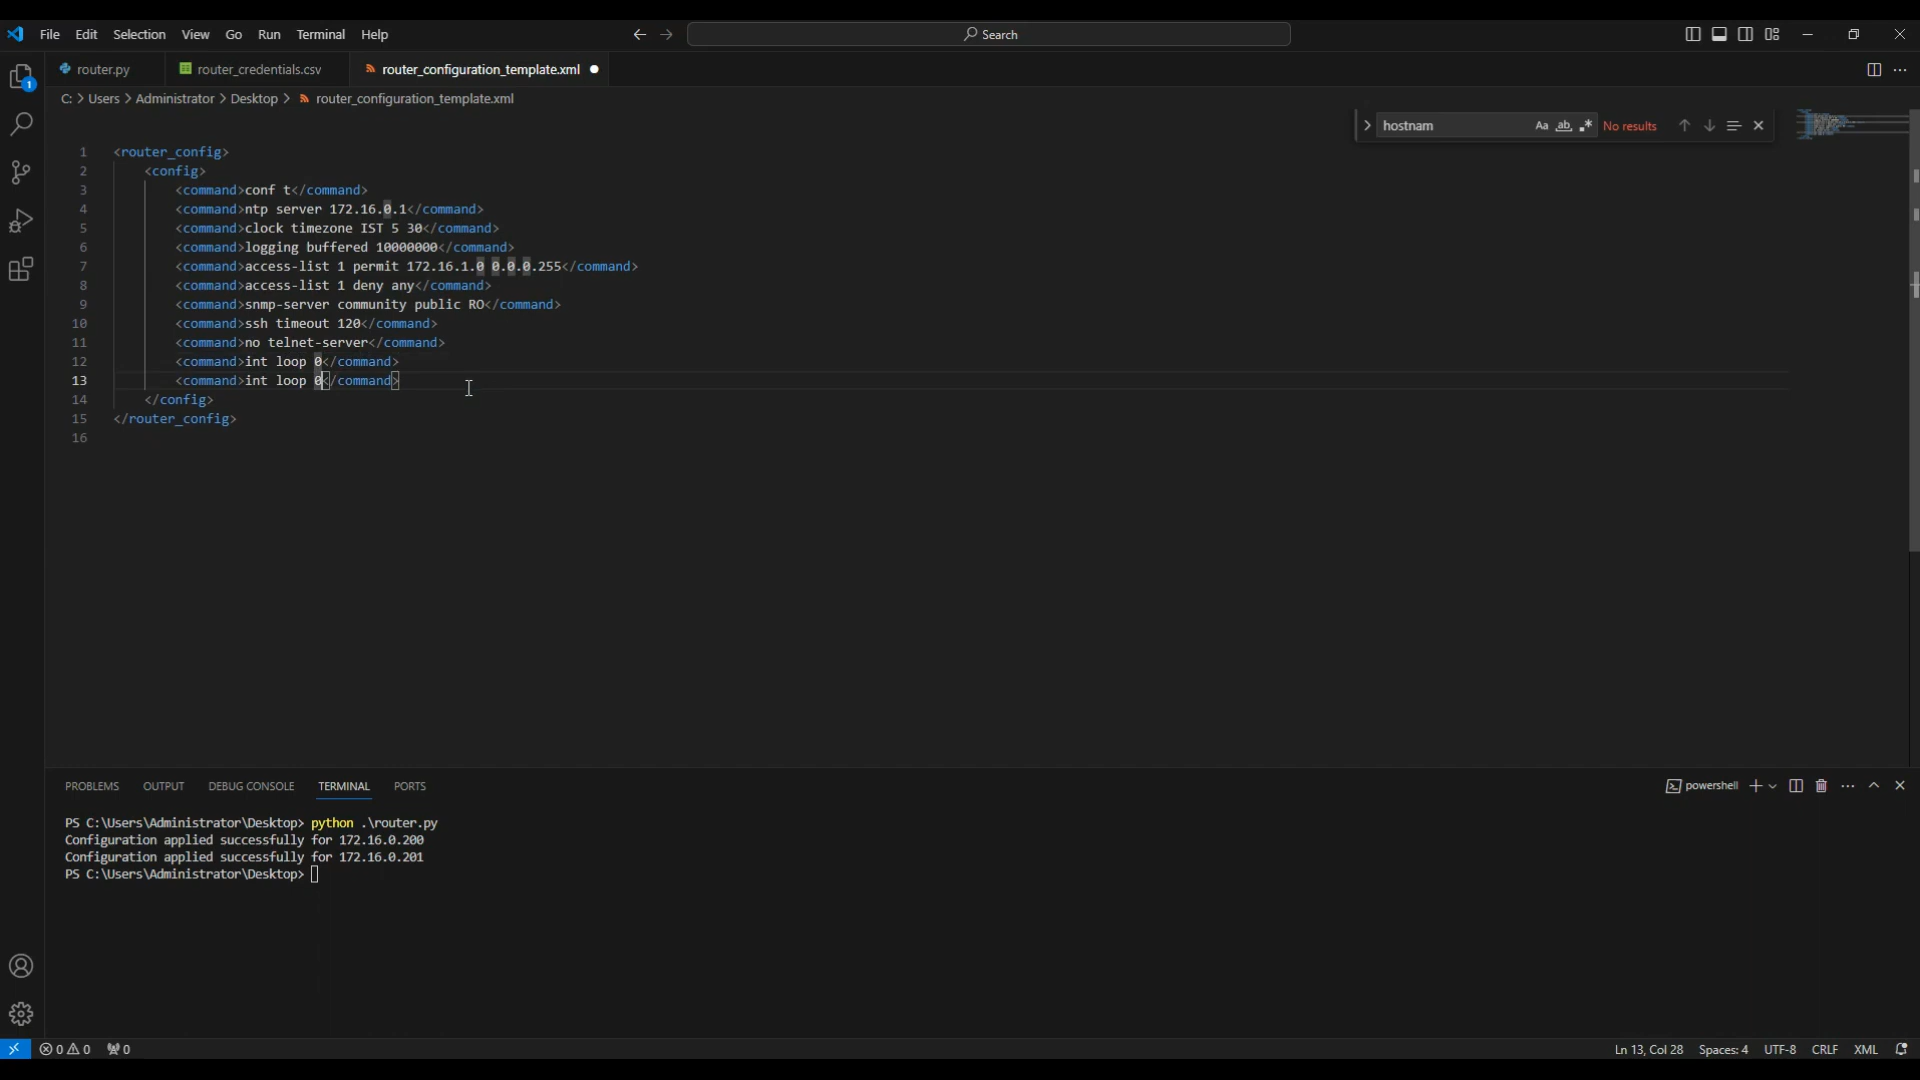 File Edit Selection View Go Run Terminal Help
Search
router.py router_credentials.csv router_configuration_template.xml
C: > Users > Administrator > Desktop > router_configuration_template.xml
hostnam Aa ab .* No results
1 <router_config>
2 <config>
3 <command>conf t</command>
4 <command>ntp server 172.16.0.1</command>
5 <command>clock timezone IST 5 30</command>
6 <command>logging buffered 10000000</command>
7 <command>access-list 1 permit 172.16.1.0 0.0.0.255</command>
8 <command>access-list 1 deny any</command>
9 <command>snmp-server community public RO</command>
10 <command>ssh timeout 120</command>
11 <command>no telnet-server</command>
12 <command>int loop 0</command>
13 <command>int loop 0</command>
14 </config>
15 </router_config>
16
PROBLEMS OUTPUT DEBUG CONSOLE TERMINAL PORTS
powershell
PS C:\Users\Administrator\Desktop> python .\router.py
Configuration applied successfully for 172.16.0.200
Configuration applied successfully for 172.16.0.201
PS C:\Users\Administrator\Desktop>
1
0 0 0
Ln 13, Col 28 Spaces: 4 UTF-8 CRLF XML